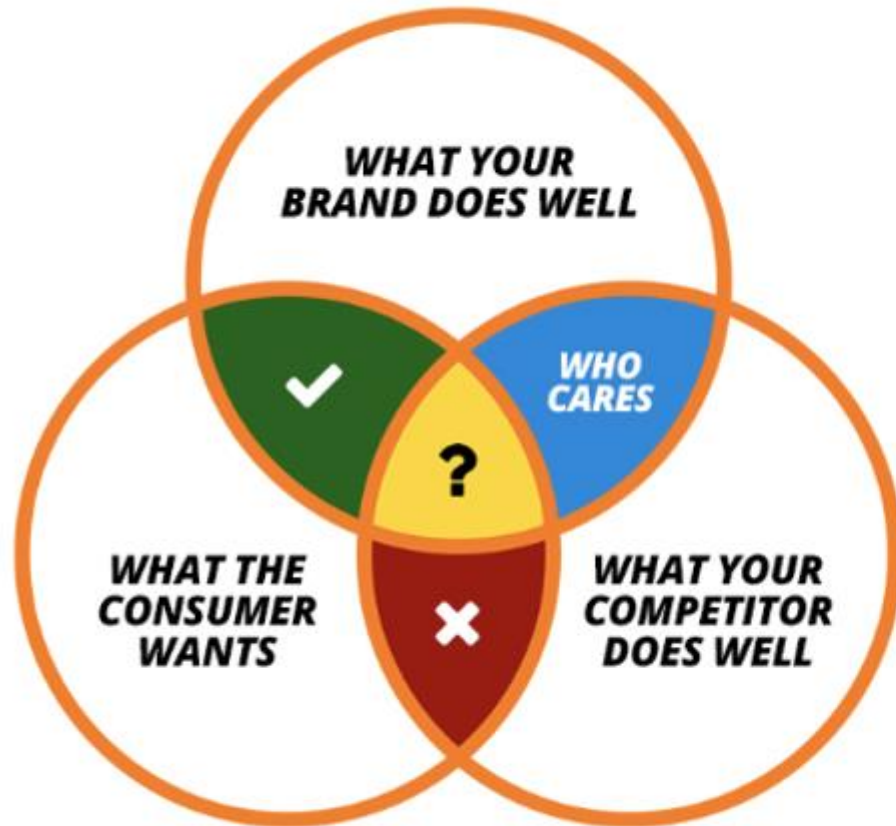 WHAT YOUR
BRAND DOES WELL
WHO
CARES
?
WHAT THE
CONSUMER
WANTS
WHAT YOUR
COMPETITOR
DOES WELL